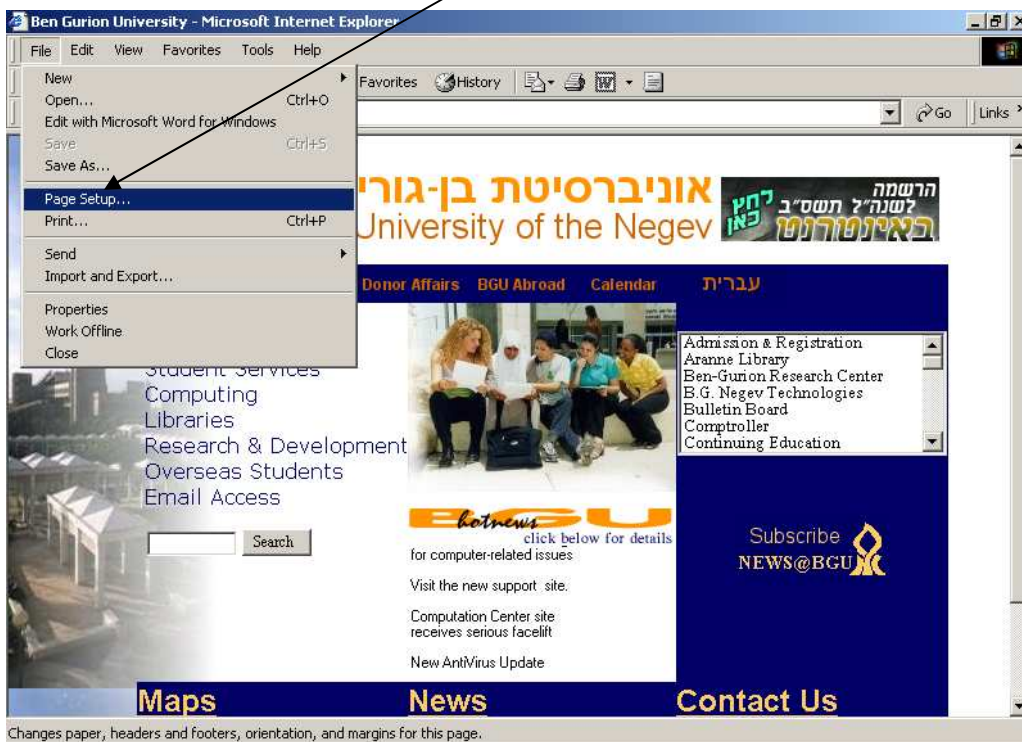 Ben Gurion University - Microsoft Internet Explorer
File Edit View Favorites Tools Help
Favorites History
Go Links
New
Open... Ctrl+O
Edit with Microsoft Word for Windows
Save Ctrl+S
Save As...
Page Setup...
Print... Ctrl+P
Send
Import and Export...
Properties
Work Offline
Close
אוניברסיטת בן-גורי
University of the Negev
הרשמה
לשנה"ל תשס"ב
באינטרנט
לחץ
כאן
Donor Affairs BGU Abroad Calendar עברית
Admission & Registration
Aranne Library
Ben-Gurion Research Center
B.G. Negev Technologies
Bulletin Board
Comptroller
Continuing Education
Student Services
Computing
Libraries
Research & Development
Overseas Students
Email Access
Search
BGU
hotnews
click below for details
for computer-related issues
Visit the new support site.
Computation Center site
receives serious facelift
New AntiVirus Update
Subscribe
NEWS@BGU
Maps News Contact Us
Changes paper, headers and footers, orientation, and margins for this page.